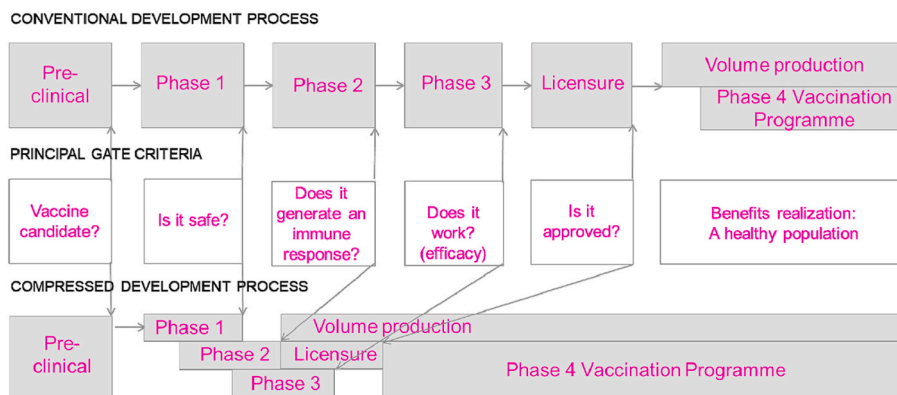 CONVENTIONAL DEVELOPMENT PROCESS
Pre-
clinical
Phase 1
Phase 2
Phase 3
Licensure
Volume production
Phase 4 Vaccination
Programme
PRINCIPAL GATE CRITERIA
Vaccine
candidate?
Is it safe?
Does it
generate an
immune
response?
Does it
work?
(efficacy)
Is it
approved?
Benefits realization:
A healthy population
COMPRESSED DEVELOPMENT PROCESS
Pre-
clinical
Phase 1
Volume production
Phase 2
Licensure
Phase 3
Phase 4 Vaccination Programme